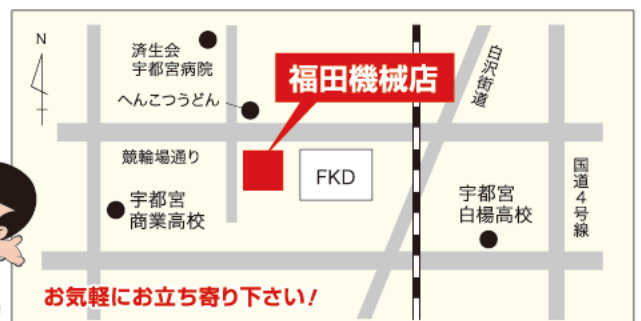 N
済生会
宇都宮病院
へんこつうどん
福田機械店
白沢街道
競輪場通り
FKD
宇都宮
商業高校
宇都宮
白楊高校
国道4号線
お気軽にお立ち寄り下さい!